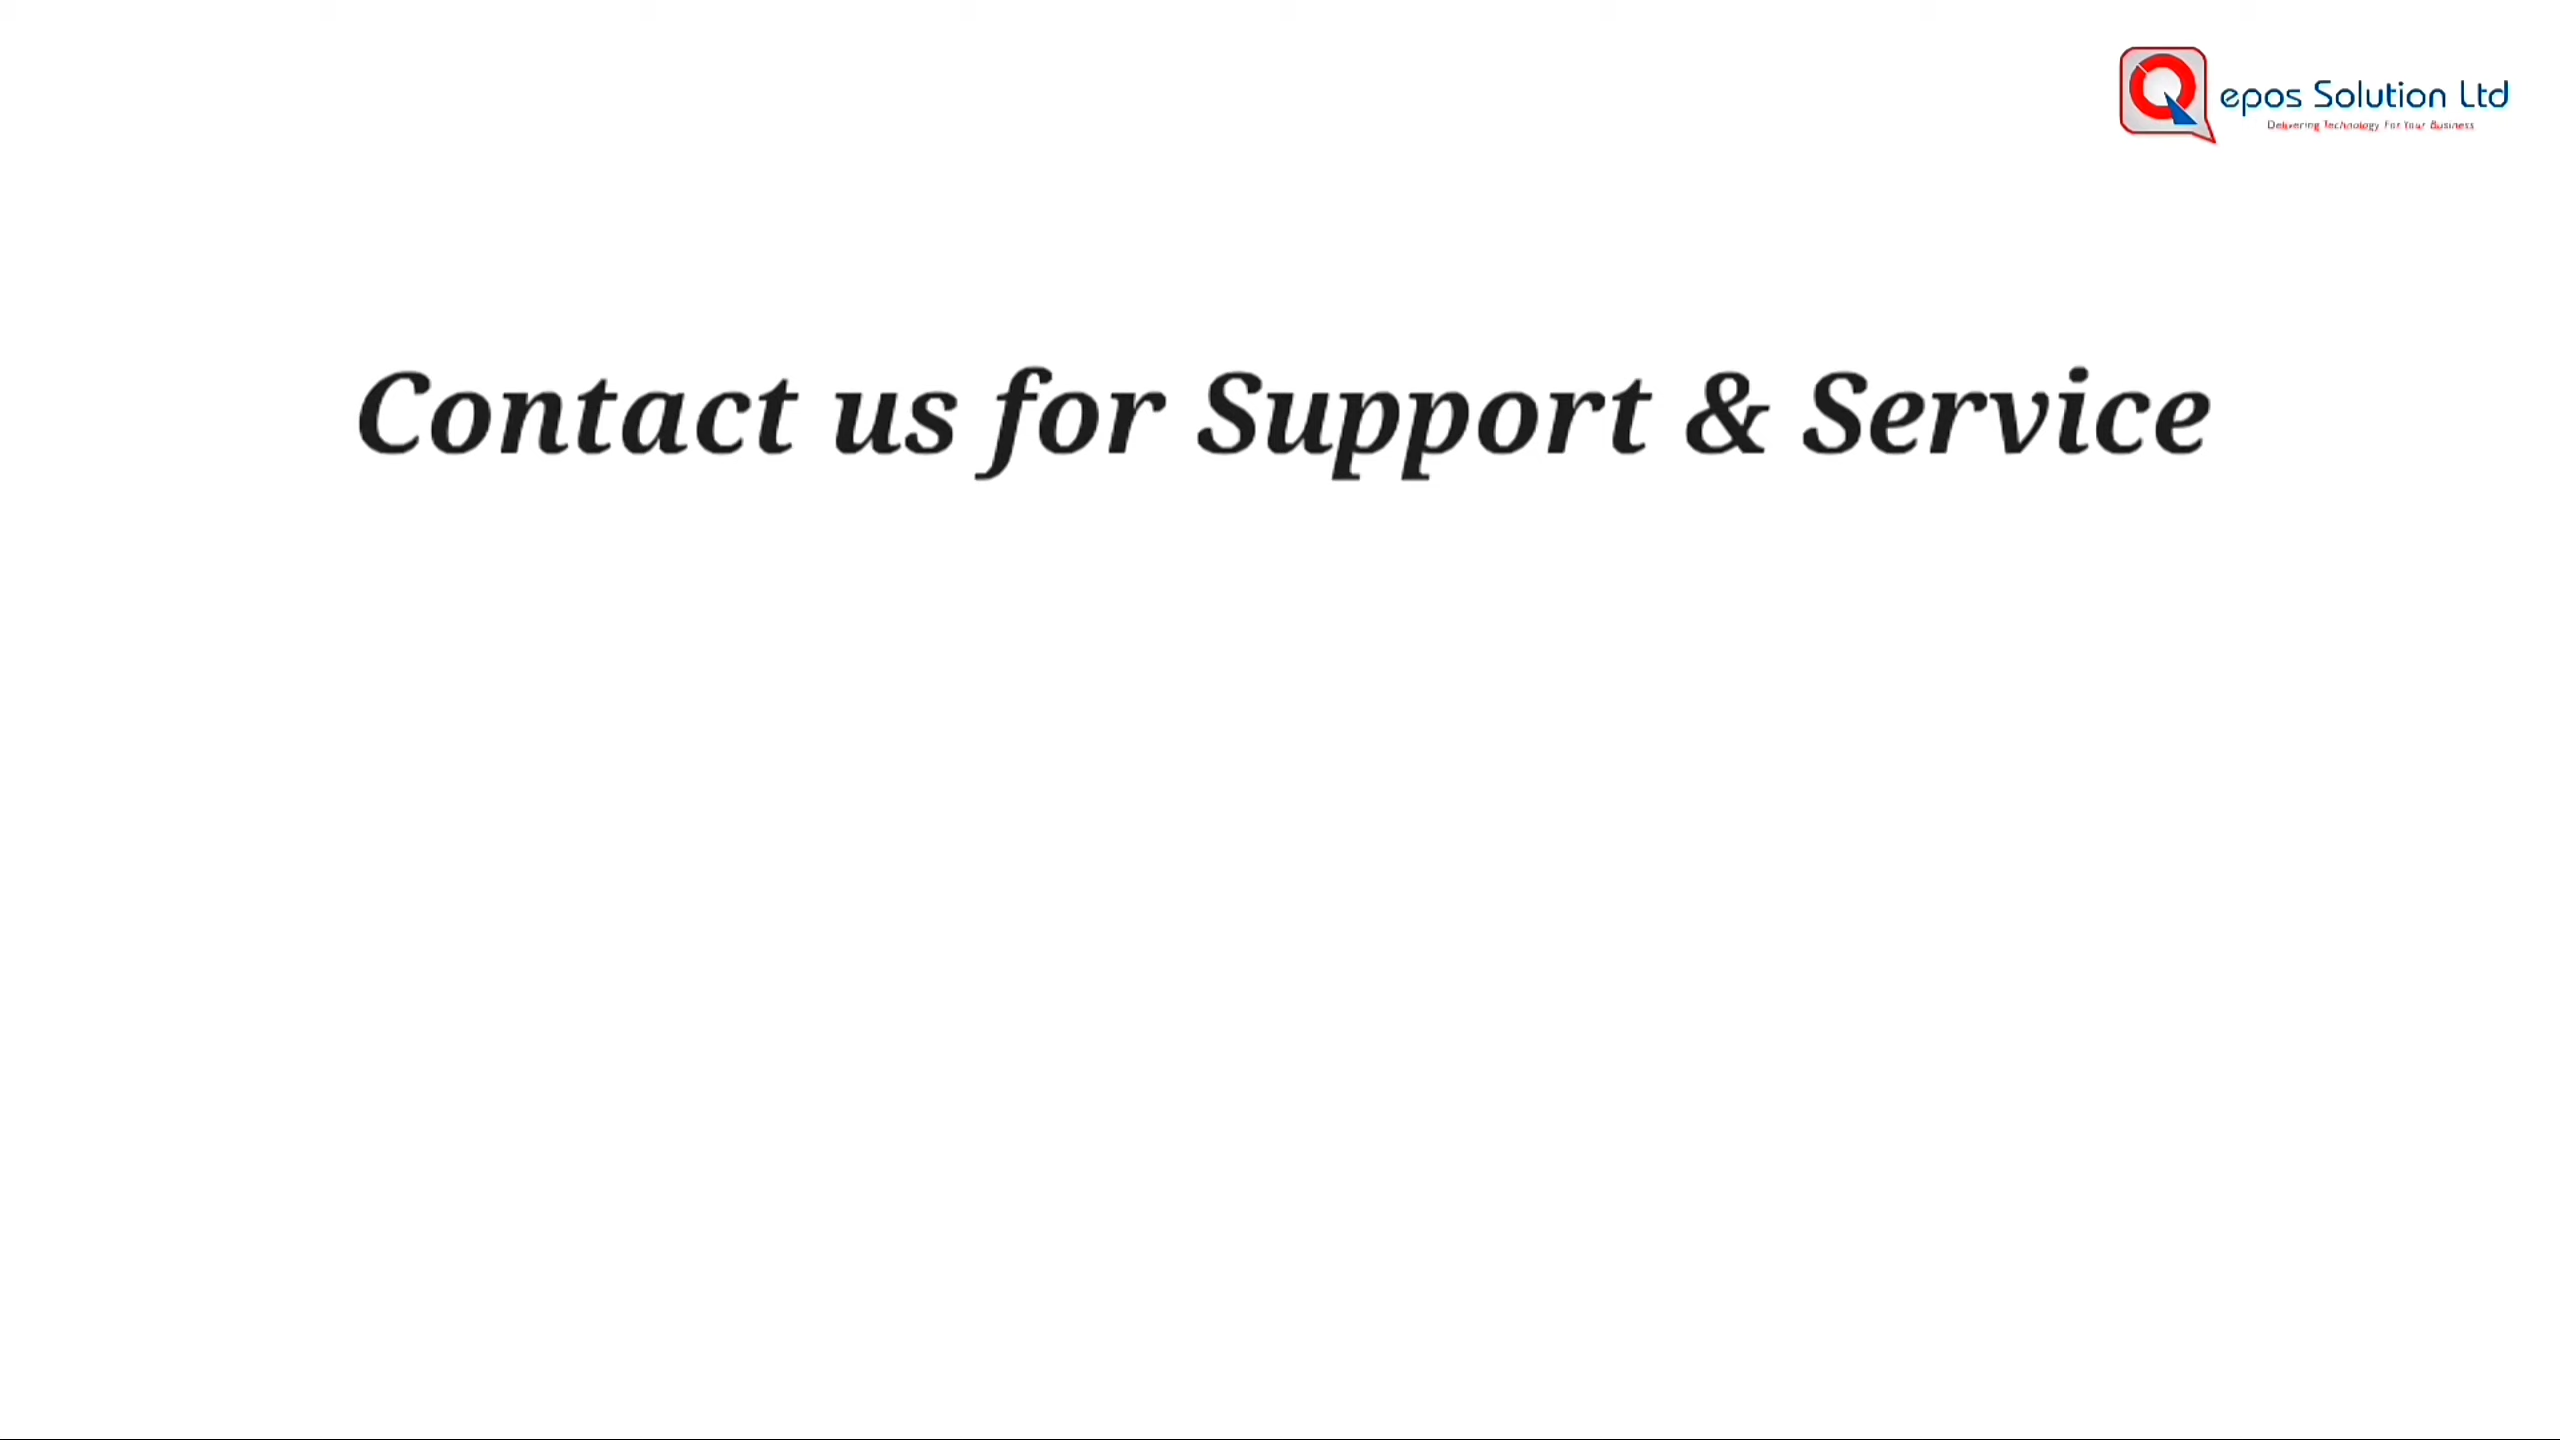 Q epos Solution Ltd
Delivering Technology For Your Business
Contact us for Support & Service